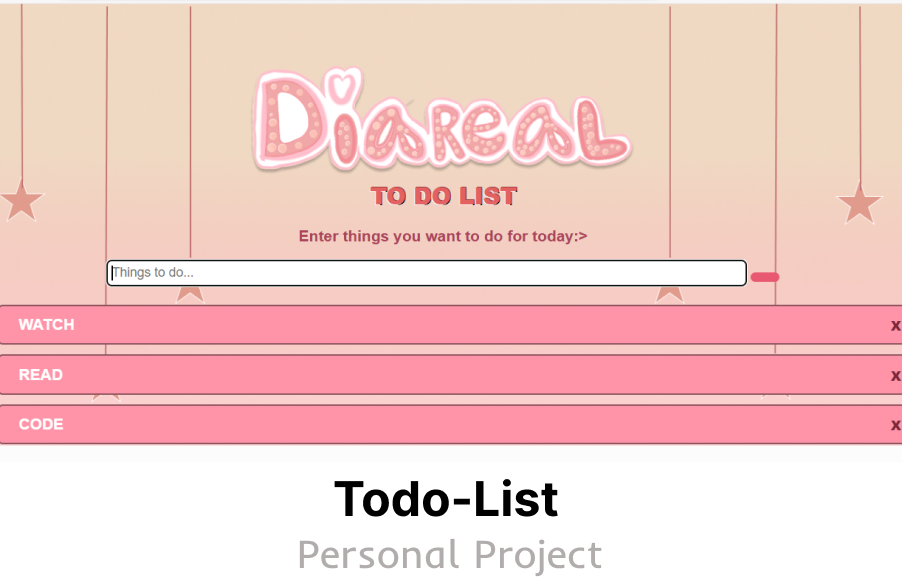 DiaReal
TO DO LIST
Enter things you want to do for today:>
Things to do...
WATCH x
READ x
CODE x
Todo-List
Personal Project